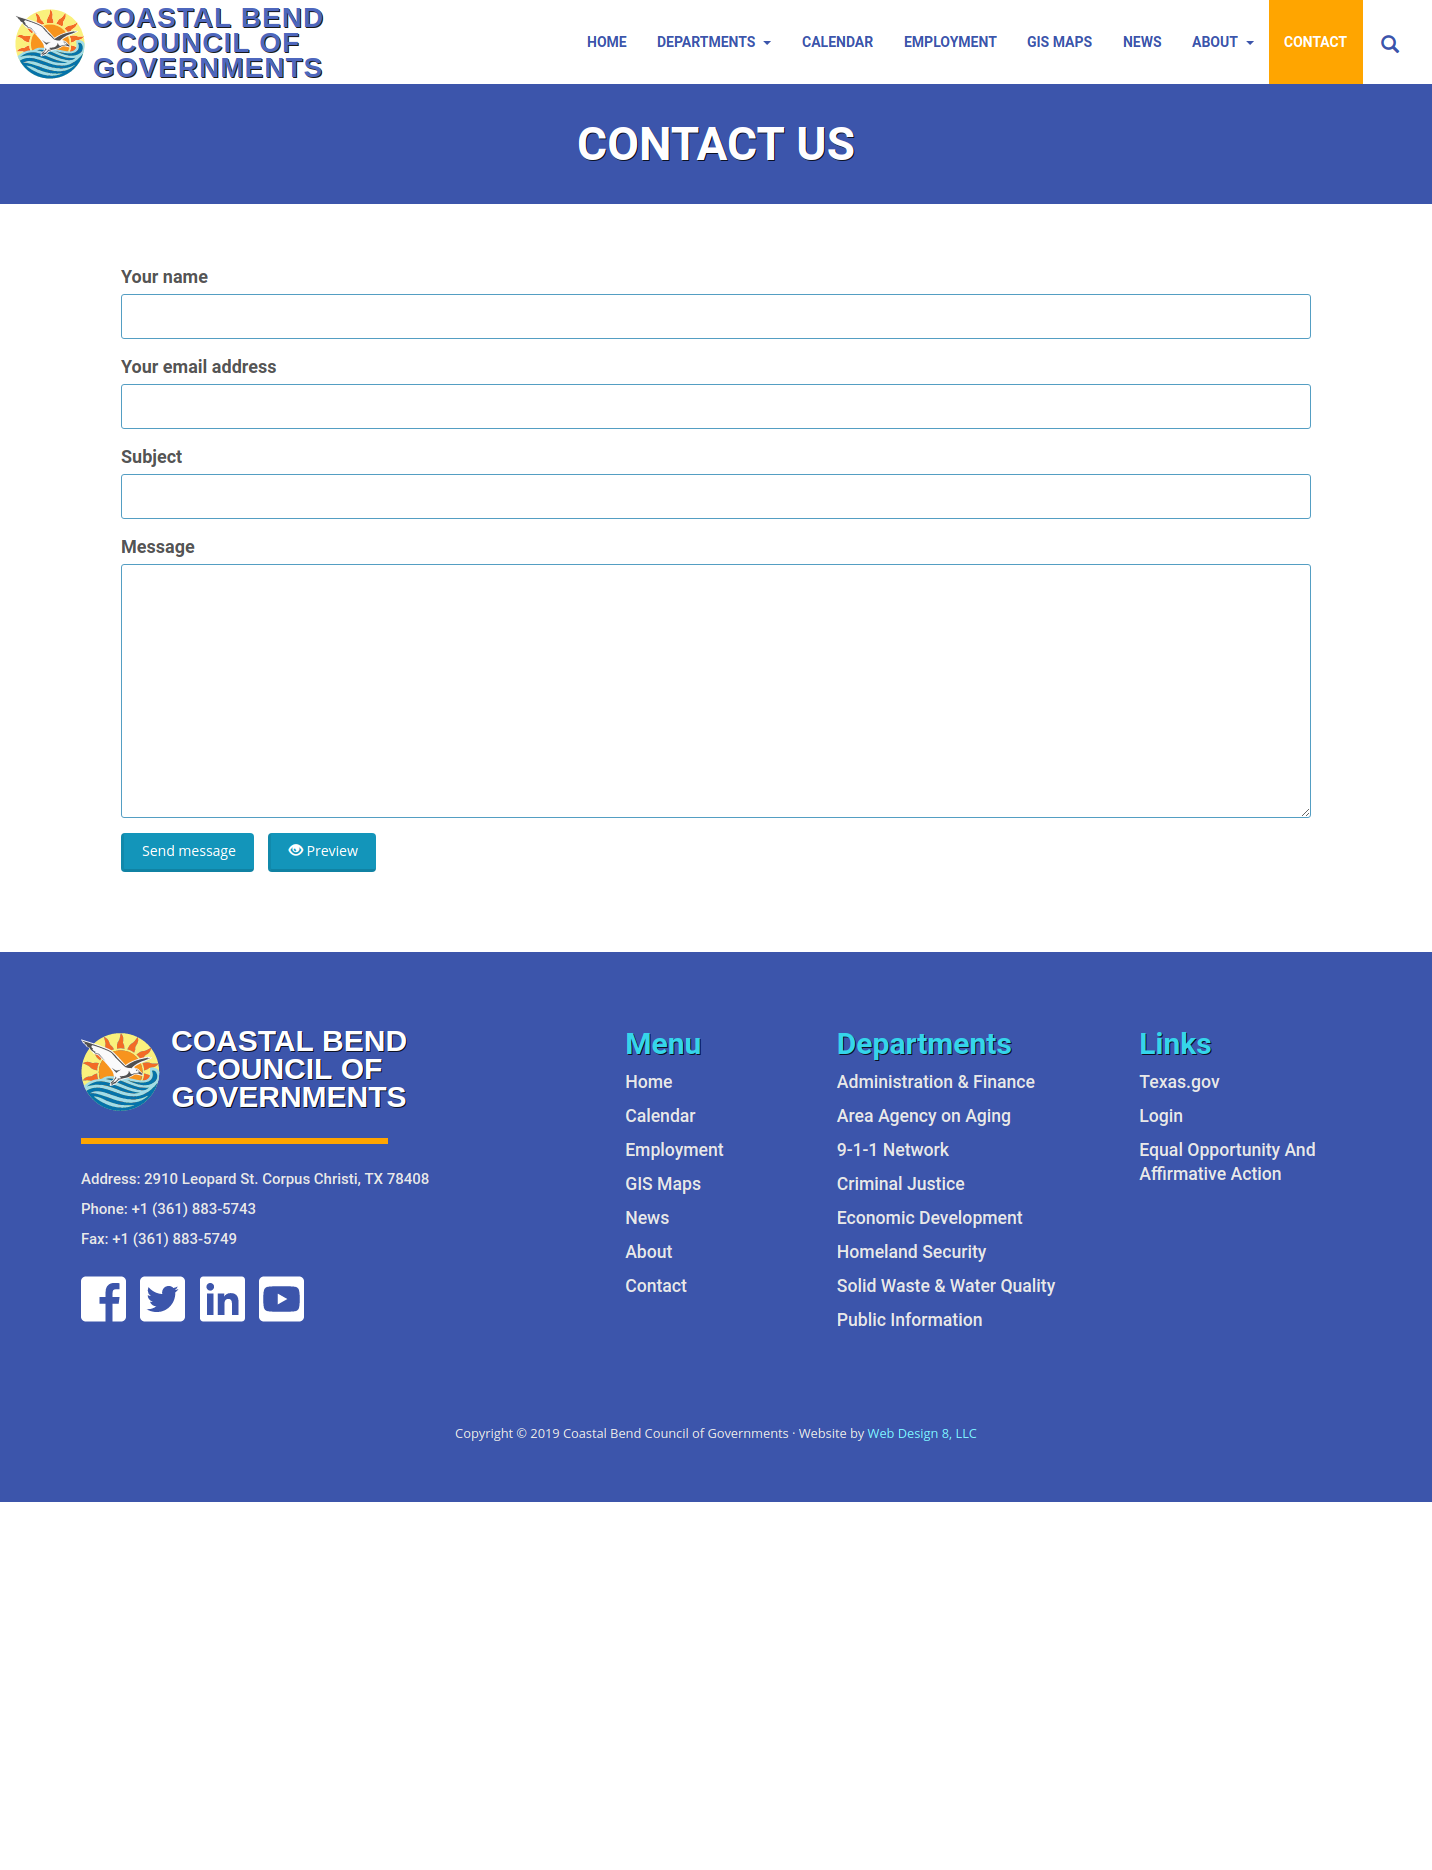 COASTAL BEND
COUNCIL OF
GOVERNMENTS
HOME DEPARTMENTS CALENDAR EMPLOYMENT GIS MAPS NEWS ABOUT CONTACT
CONTACT US
Your name
Your email address
Subject
Message
Send message Preview
COASTAL BEND
COUNCIL OF
GOVERNMENTS
Address: 2910 Leopard St. Corpus Christi, TX 78408
Phone: +1 (361) 883-5743
Fax: +1 (361) 883-5749
Menu
Home
Calendar
Employment
GIS Maps
News
About
Contact
Departments
Administration & Finance
Area Agency on Aging
9-1-1 Network
Criminal Justice
Economic Development
Homeland Security
Solid Waste & Water Quality
Public Information
Links
Texas.gov
Login
Equal Opportunity And
Affirmative Action
Copyright © 2019 Coastal Bend Council of Governments · Website by Web Design 8, LLC